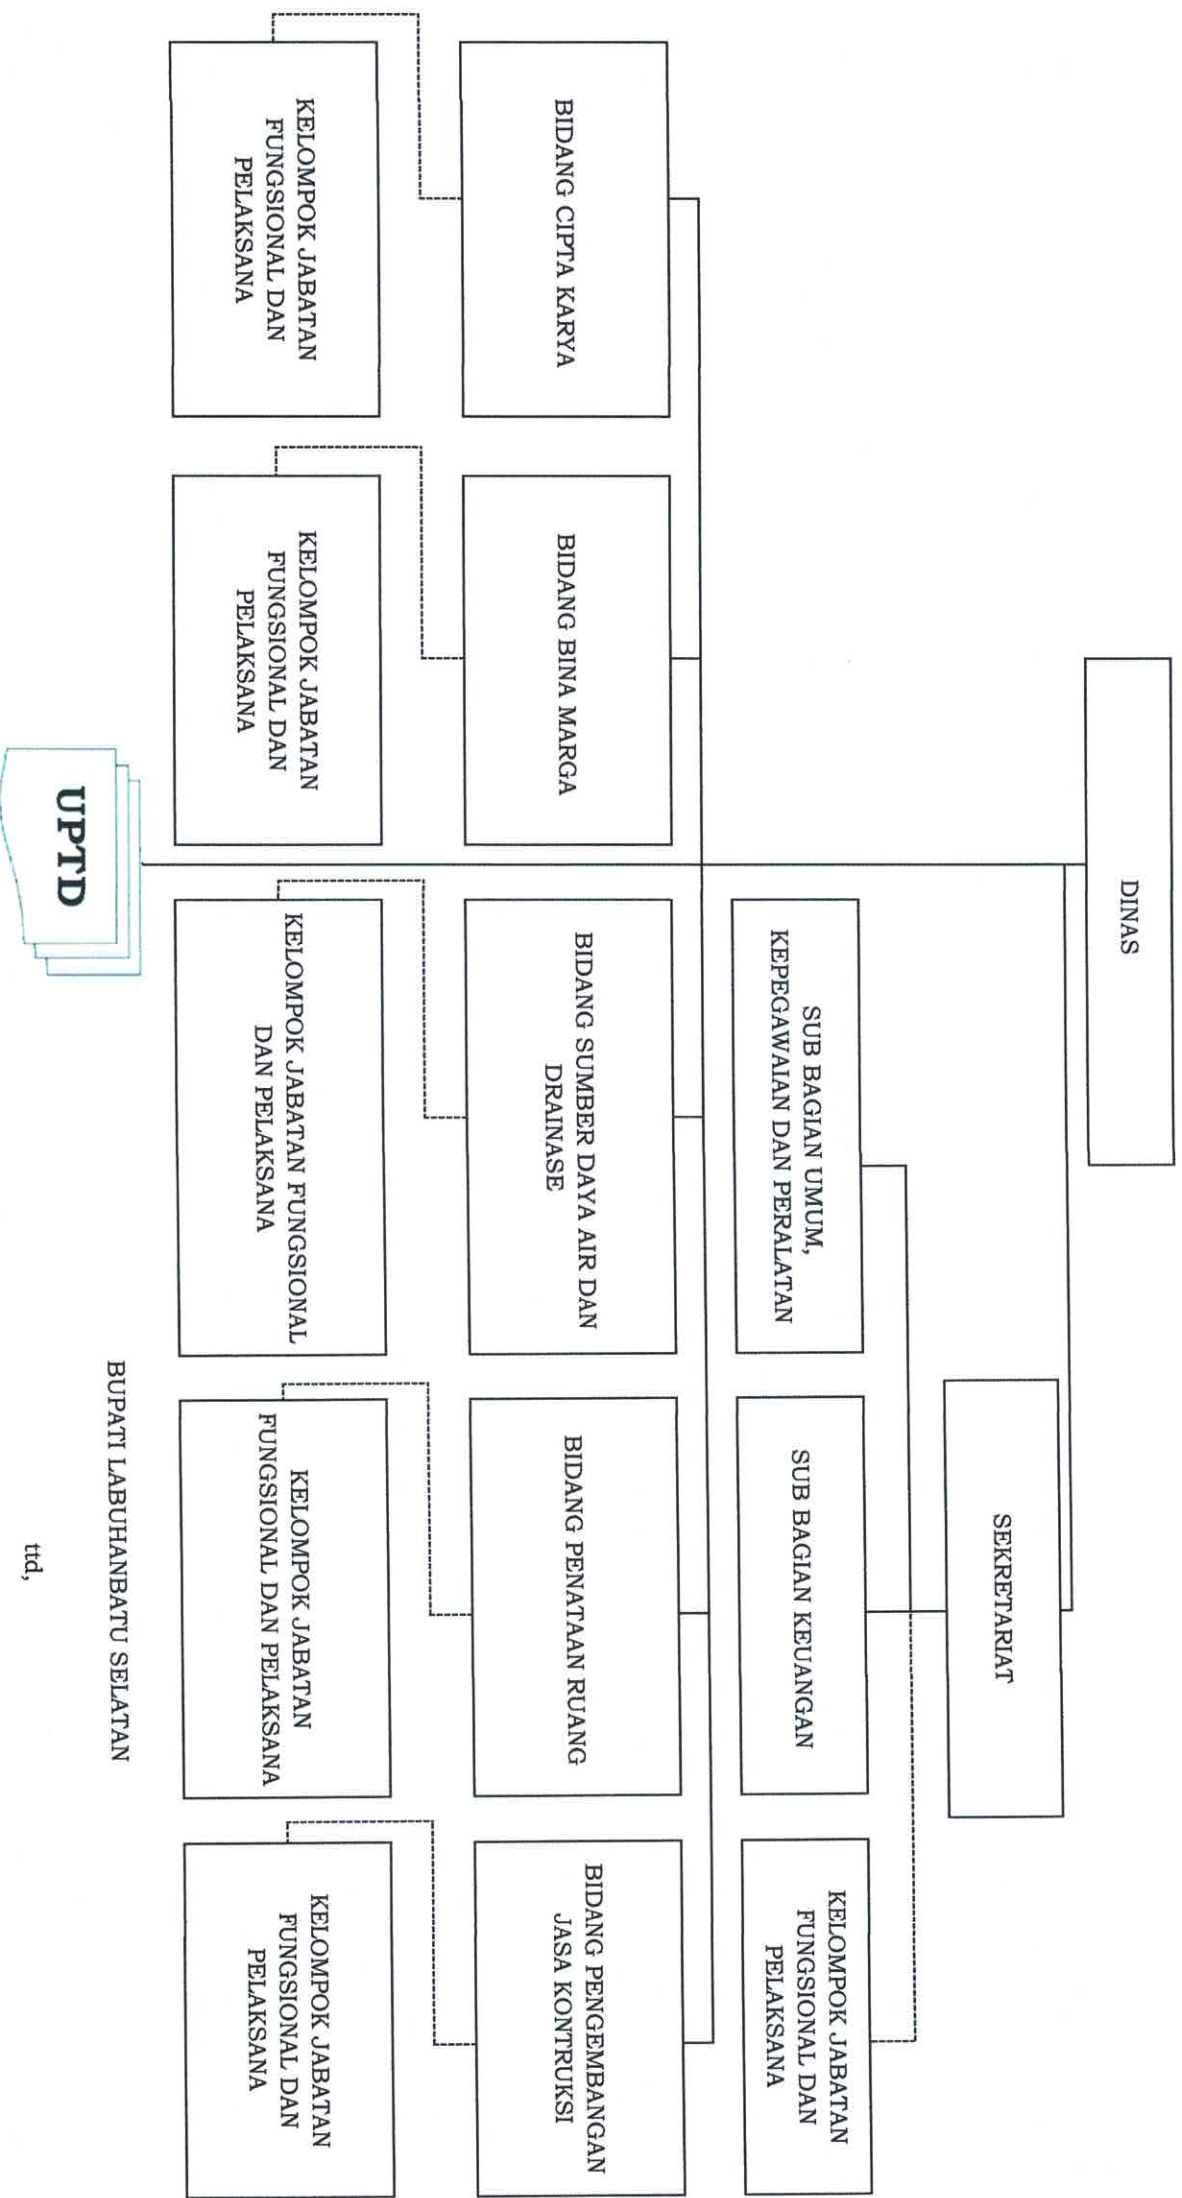 DINAS
SEKRETARIAT
SUB BAGIAN UMUM,
KEPEGAWAIAN DAN PERALATAN
SUB BAGIAN KEUANGAN
KELOMPOK JABATAN
FUNGSIONAL DAN
PELAKSANA
BIDANG CIPTA KARYA
BIDANG BINA MARGA
BIDANG SUMBER DAYA AIR DAN
DRAINASE
BIDANG PENATAAN RUANG
BIDANG PENGEMBANGAN
JASA KONTRUKSI
KELOMPOK JABATAN
FUNGSIONAL DAN
PELAKSANA
KELOMPOK JABATAN
FUNGSIONAL DAN
PELAKSANA
KELOMPOK JABATAN FUNGSIONAL
DAN PELAKSANA
KELOMPOK JABATAN
FUNGSIONAL DAN PELAKSANA
KELOMPOK JABATAN
FUNGSIONAL DAN
PELAKSANA
UPTD
BUPATI LABUHANBATU SELATAN
ttd,